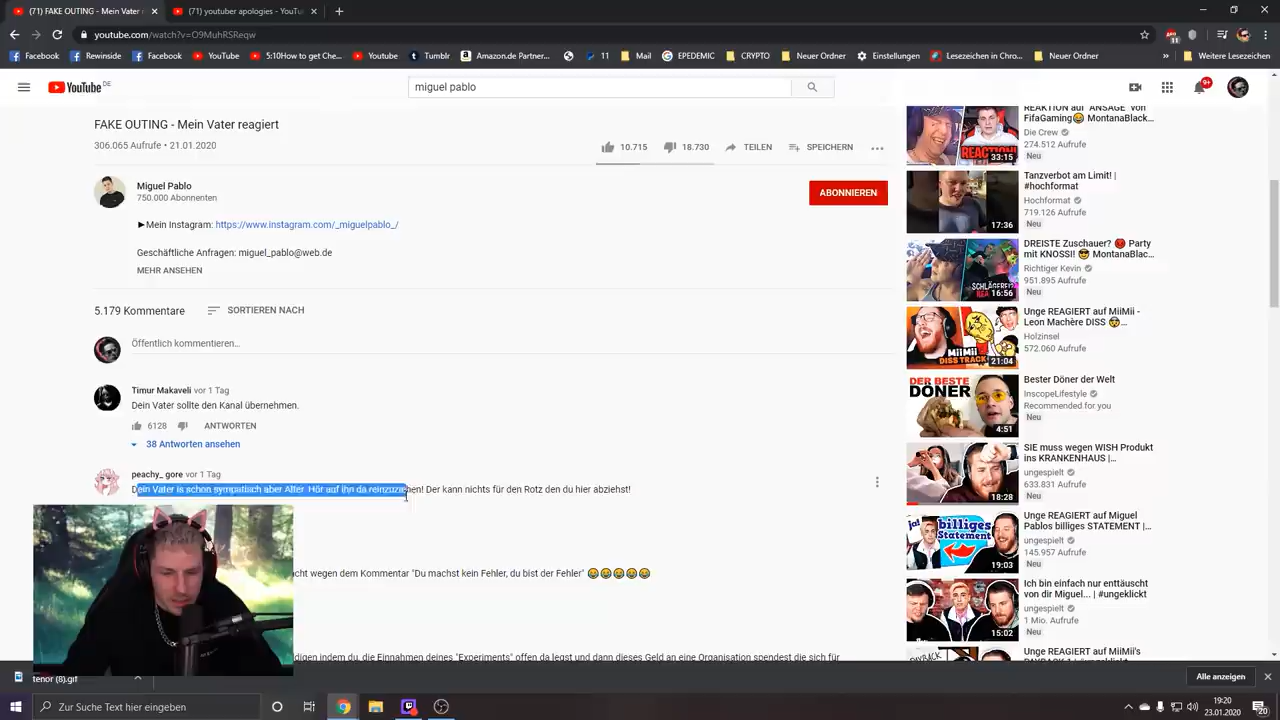 (71) FAKE OUTING - Mein Vater r
(71) youtube apologies - YouTu
youtube.com/watch?v=O9MuhRSReqw
Facebook
Rewinside
Facebook
5:10How to get Che...
Youtube
Tumblr
Amazon.de Partner...
11
Mail
EPEDEMIC
CRYPTO
Neuer Ordner
Einstellungen
Lesezeichen in Chro...
Neuer Ordner
»
Weitere Lesezeichen
YouTube DE
miguel pablo
9+
FAKE OUTING - Mein Vater reagiert
306.065 Aufrufe • 21.01.2020
10.715
18.730
TEILEN
SPEICHERN
Miguel Pablo
750.000 Abonnenten
ABONNIEREN
►Mein Instagram: https://www.instagram.com/_miguelpablo_/
Geschäftliche Anfragen: miguel_pablo@web.de
MEHR ANSEHEN
5.179 Kommentare
SORTIEREN NACH
Öffentlich kommentieren...
Timur Makaveli vor 1 Tag
Dein Vater sollte den Kanal übernehmen.
6128
ANTWORTEN
38 Antworten ansehen
peachy_ gore vor 1 Tag
Dein Vater is schon sympatisch aber Alter. Hör auf ihn da reinzuziehen! Der kann nichts für den Rotz den du hier abziehst!
cht wegen dem Kommentar "Du machst kein Fehler, du bist der Fehler" 😂😂😂😂😂
digen indem du, die Einnahmen deines "Experiments" offen legst und dann dieses Geld an eine Organisation spendest die sich für
REAKTION auf "ANSAGE" von
FifaGaming😂 MontanaBlack...
Die Crew
274.512 Aufrufe
Neu
REACTION!
33:15
Tanzverbot am Limit! |
#hochformat
Hochformat
719.126 Aufrufe
Neu
17:36
DREISTE Zuschauer? 😡 Party
mit KNOSSI! 😎 MontanaBlac...
Richtiger Kevin
951.895 Aufrufe
Neu
SCHLÄGEREI?
16:56
Unge REAGIERT auf MiiMii -
Leon Machère DISS 😨...
Holzinsel
572.060 Aufrufe
MiiMii
DISS TRACK
21:04
Bester Döner der Welt
InscopeLifestyle
Recommended for you
Neu
DER BESTE
DÖNER
4:51
SIE muss wegen WISH Produkt
ins KRANKENHAUS |...
ungespielt
633.831 Aufrufe
Neu
18:28
Unge REAGIERT auf Miguel
Pablos billiges STATEMENT |...
ungespielt
145.957 Aufrufe
Neu
ja!
billiges
Statement
19:03
Ich bin einfach nur enttäuscht
von dir Miguel... | #ungeklickt
ungespielt
1 Mio. Aufrufe
Neu
15:02
Unge REAGIERT auf MiiMii's
PAYBACK
tenor (8).gif
Alle anzeigen
Zur Suche Text hier eingeben
19:20
23.01.2020
20